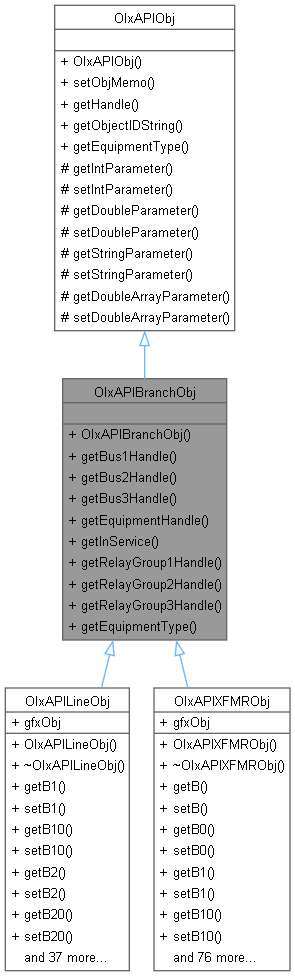 OlxAPIObj
+ OlxAPIObj()
+ setObjMemo()
+ getHandle()
+ getObjectIDString()
+ getEquipmentType()
# getIntParameter()
# setIntParameter()
# getDoubleParameter()
# setDoubleParameter()
# getStringParameter()
# setStringParameter()
# getDoubleArrayParameter()
# setDoubleArrayParameter()
OlxAPIBranchObj
+ OlxAPIBranchObj()
+ getBus1Handle()
+ getBus2Handle()
+ getBus3Handle()
+ getEquipmentHandle()
+ getInService()
+ getRelayGroup1Handle()
+ getRelayGroup2Handle()
+ getRelayGroup3Handle()
+ getEquipmentType()
OlxAPILineObj
+ gfxObj
+ OlxAPILineObj()
+ ~OlxAPILineObj()
+ getB1()
+ setB1()
+ getB10()
+ setB10()
+ getB2()
+ setB2()
+ getB20()
+ setB20()
and 37 more...
OlxAPIXFMRObj
+ gfxObj
+ OlxAPIXFMRObj()
+ ~OlxAPIXFMRObj()
+ getB()
+ setB()
+ getB0()
+ setB0()
+ getB1()
+ setB1()
+ getB10()
+ setB10()
and 76 more...